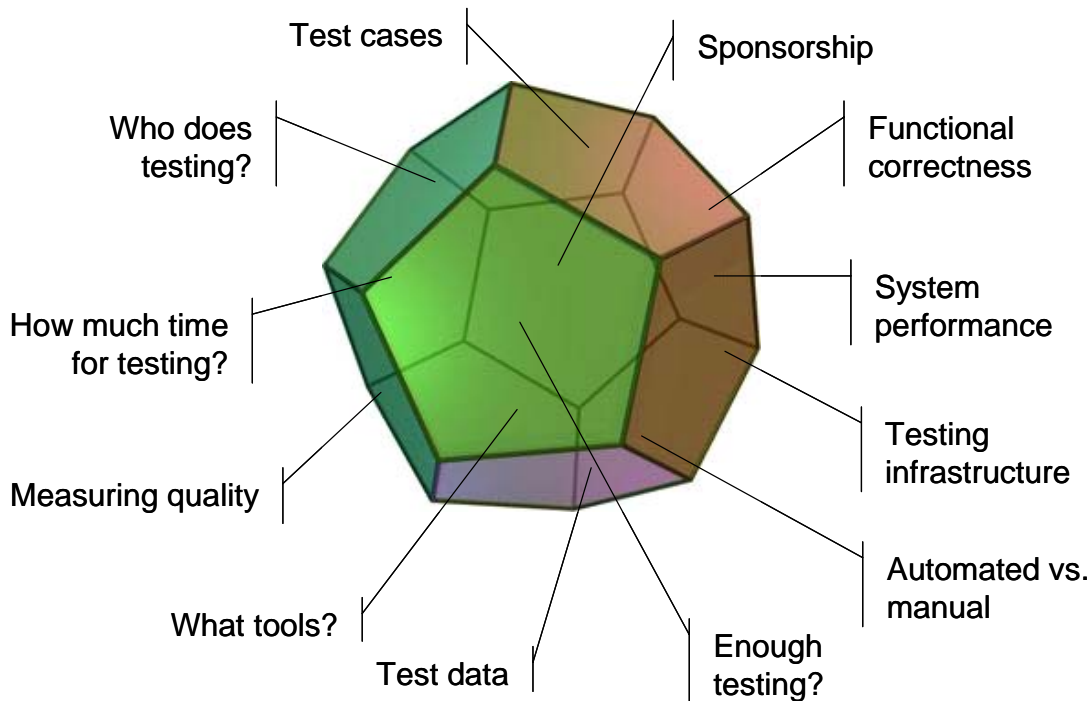 Test cases
Sponsorship
Who does
testing?
Functional
correctness
How much time
for testing?
System
performance
Testing
infrastructure
Measuring quality
Automated vs.
manual
What tools?
Test data
Enough
testing?